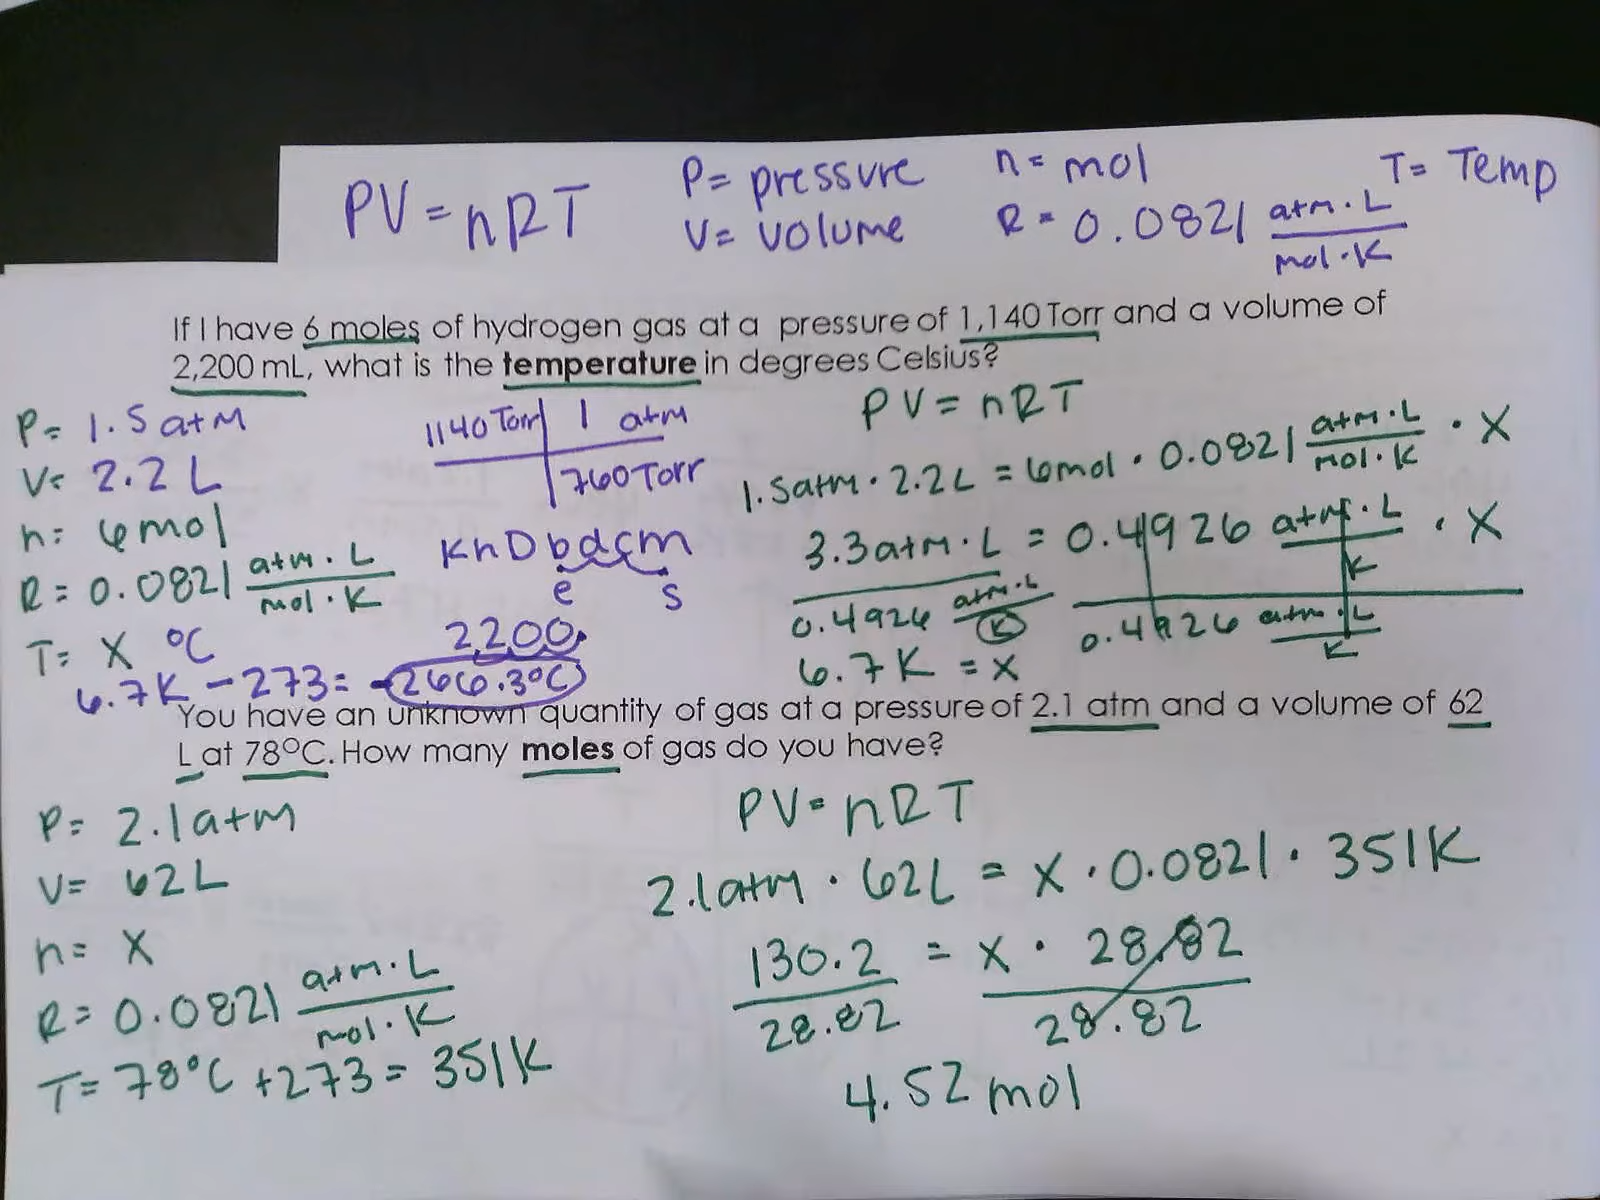 PV = nRT
P= pressure
V= volume
n= mol
R = 0.0821 atm·L / mol·K
T= Temp
If I have 6 moles of hydrogen gas at a pressure of 1,140 Torr and a volume of
2,200 mL, what is the temperature in degrees Celsius?
P= 1.5 atm
V= 2.2 L
n= 6mol
R= 0.0821 atm·L / mol·K
T= X °C
6.7K - 273 = -266.3°C
1140 Torr | 1 atm
760 Torr
KhDbdcm
e s
2200.
PV = nRT
1.5atm · 2.2L = 6mol · 0.0821 atm·L / mol·K · X
3.3atm·L = 0.4926 atm·L / K · X
0.4926 atm·L / K 0.4926 atm·L / K
6.7K = X
You have an unknown quantity of gas at a pressure of 2.1 atm and a volume of 62
L at 78°C. How many moles of gas do you have?
P= 2.1atm
V= 62L
n= X
R= 0.0821 atm·L / mol·K
T= 78°C +273 = 351K
PV= nRT
2.1atm · 62L = X · 0.0821 · 351K
130.2 = X · 28.82
28.82 28.82
4.52 mol